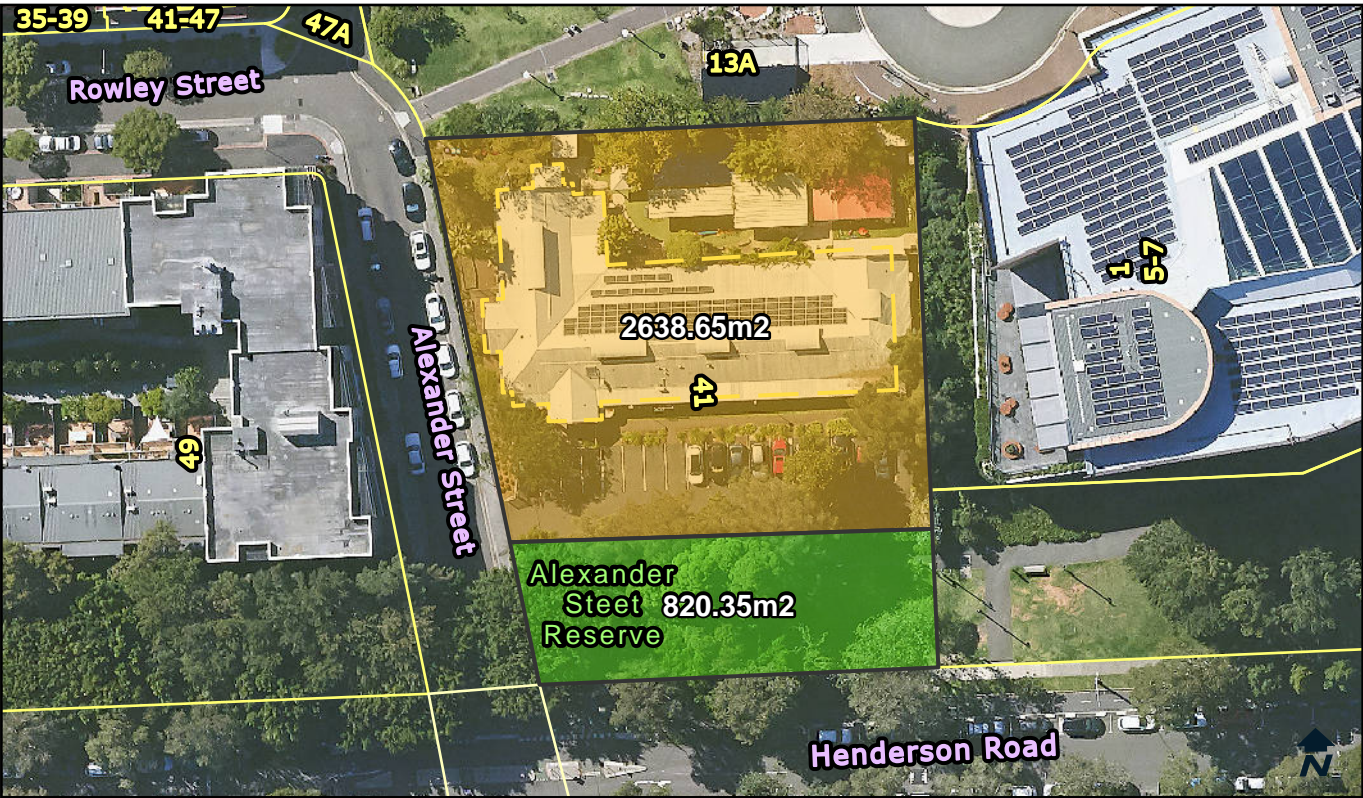 35-39
41-47
47A
13A
Rowley Street
1
5-7
2638.65m2
41
Alexander Street
49
Alexander
Steet
Reserve
820.35m2
Henderson Road
N